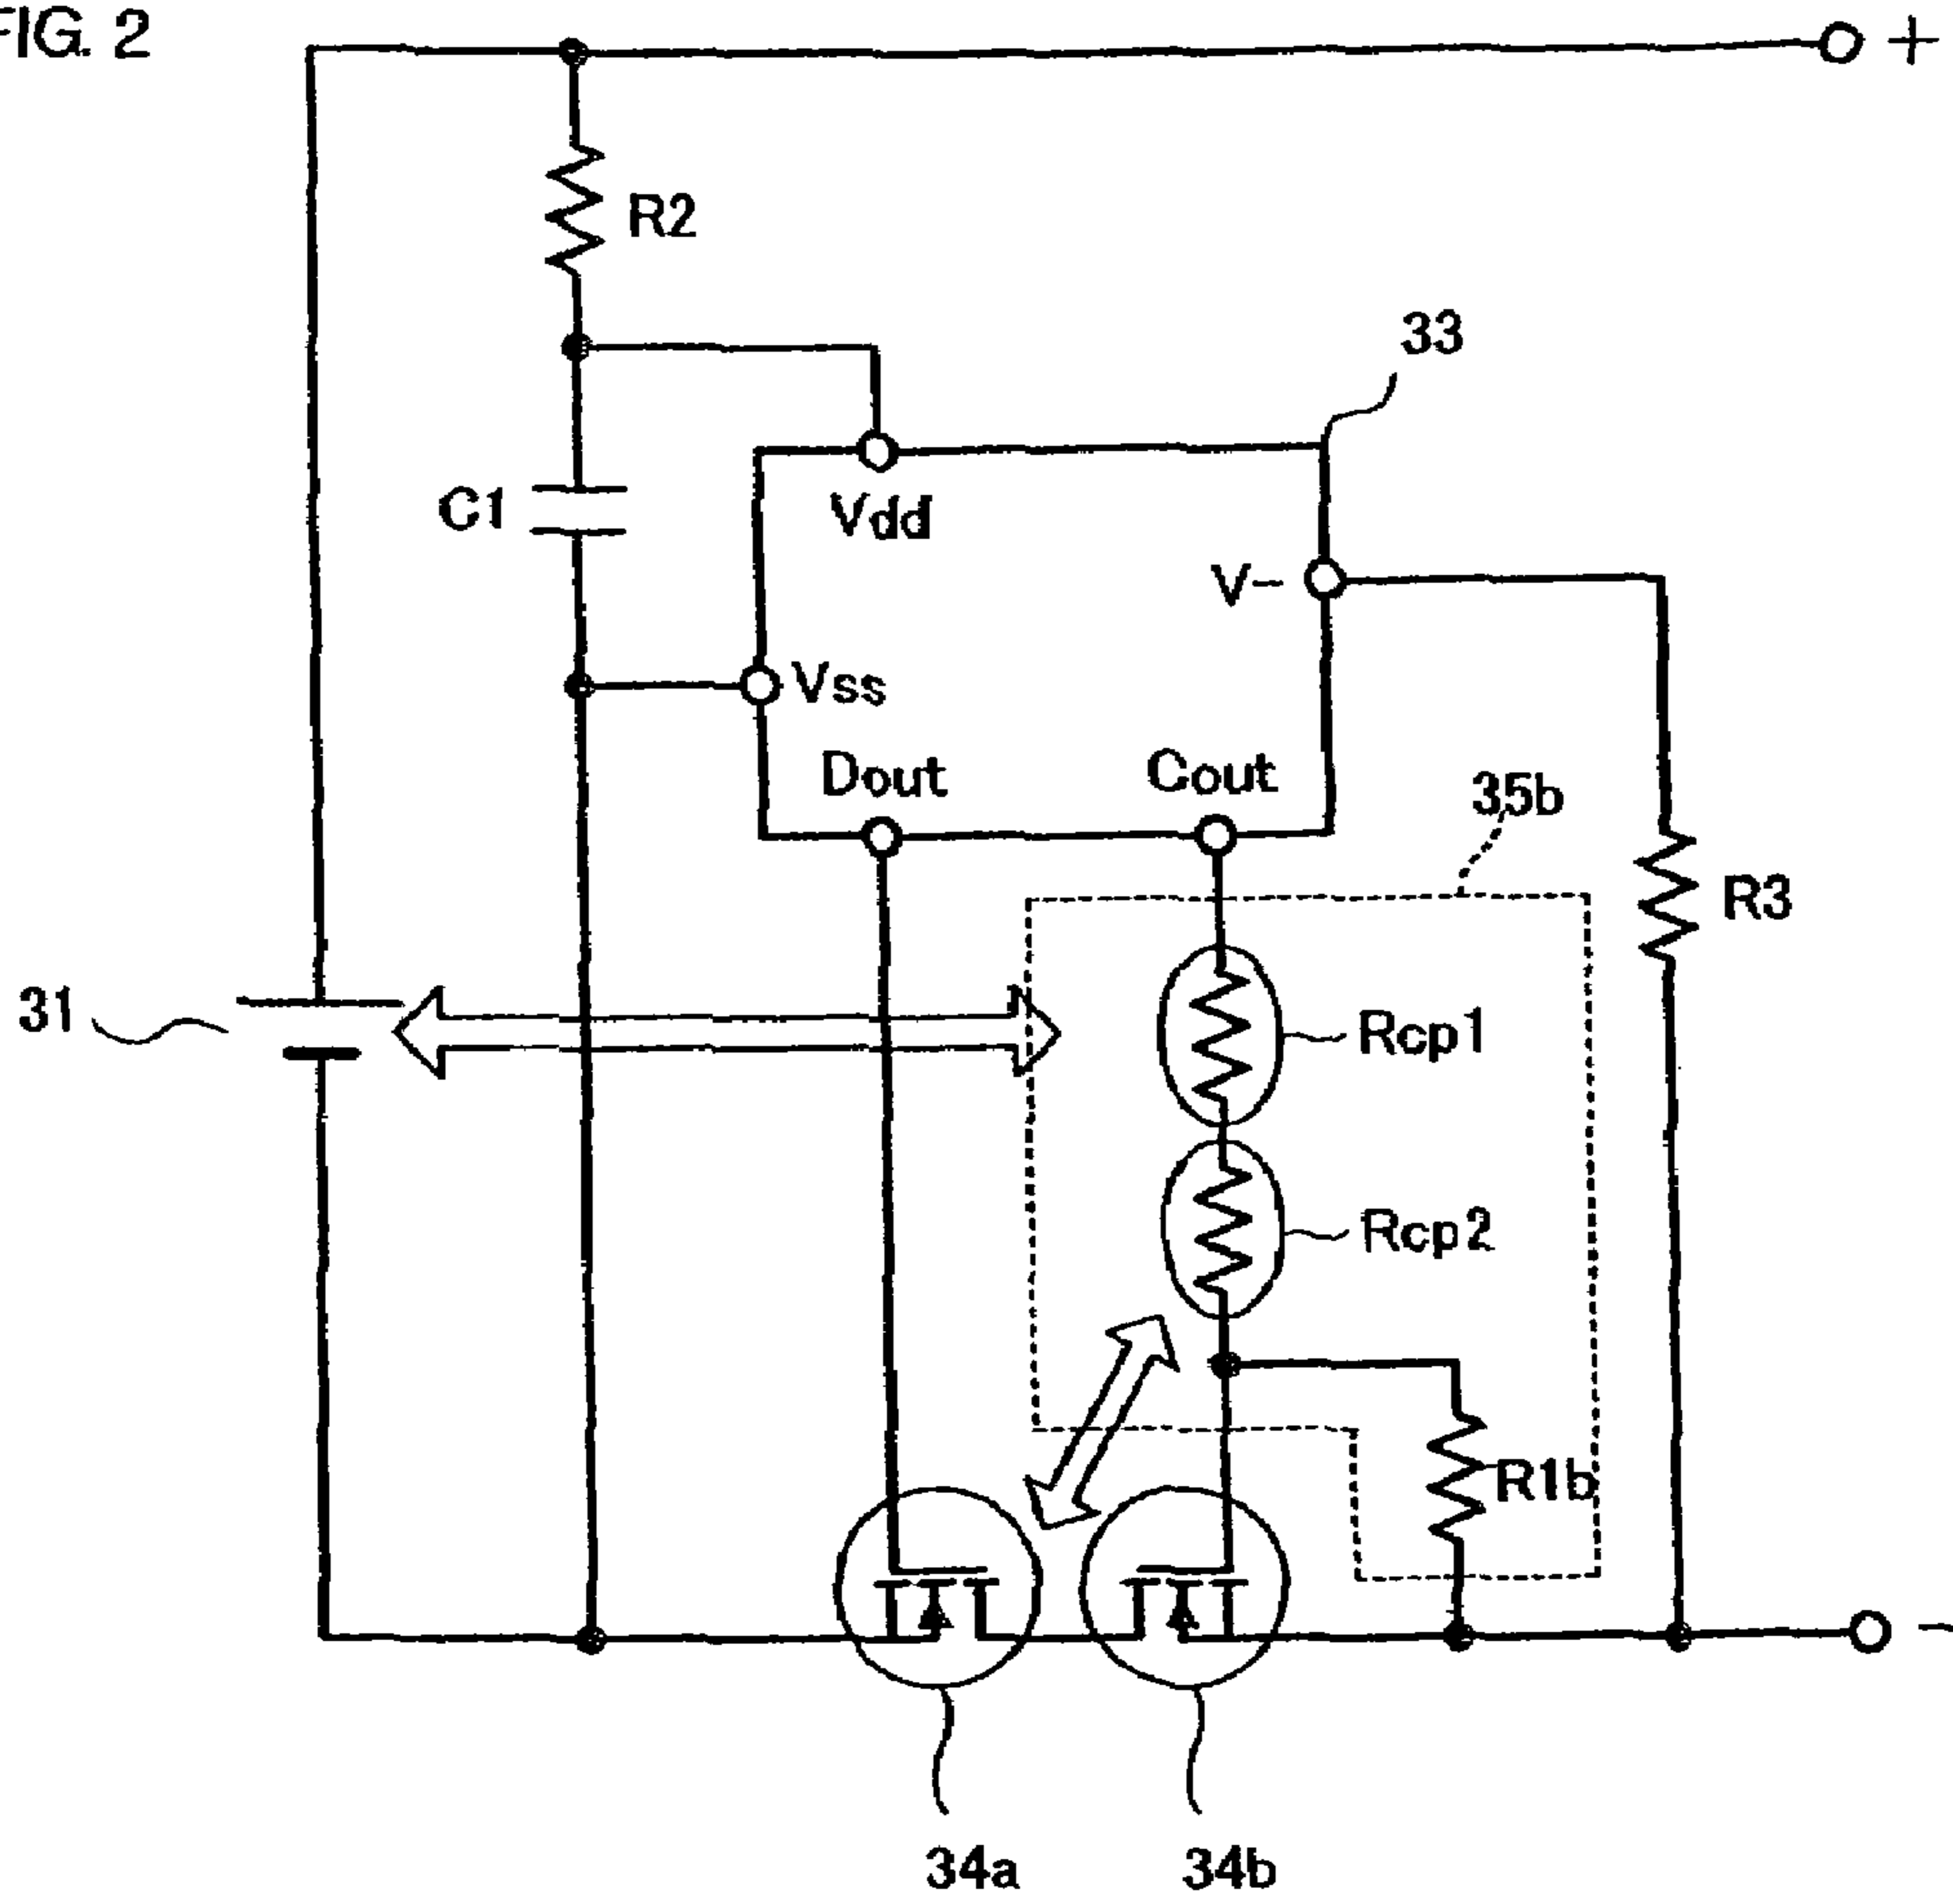 FIG. 2
+
R2
33
C1
Vdd
V-
Vss
Dout
Cout
35b
R3
31
Rcp1
Rcp2
R1b
-
34a
34b